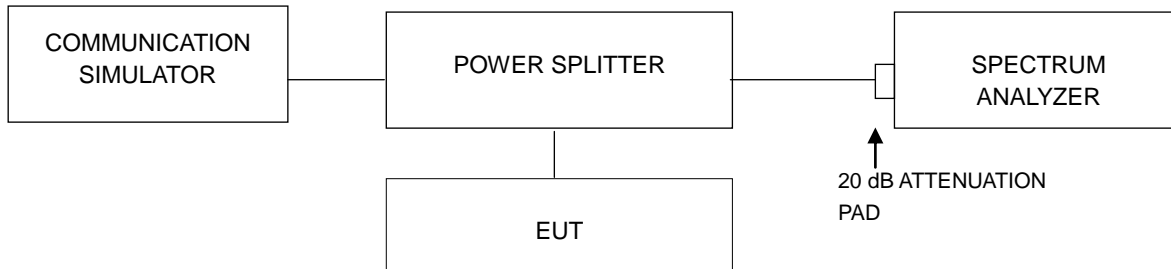 COMMUNICATION
SIMULATOR
POWER SPLITTER
SPECTRUM
ANALYZER
20 dB ATTENUATION
PAD
EUT